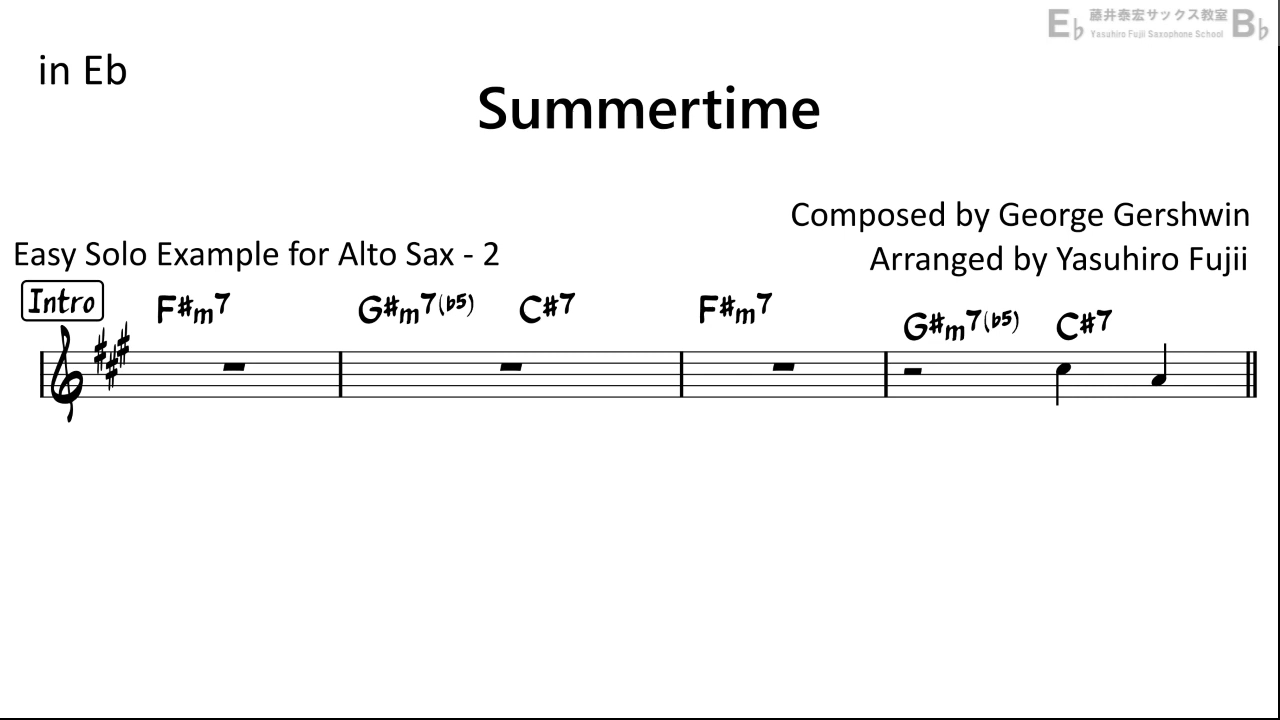 E♭ 藤井泰宏サックス教室 B♭
Yasuhiro Fujii Saxophone School
in Eb
Summertime
Composed by George Gershwin
Easy Solo Example for Alto Sax - 2
Arranged by Yasuhiro Fujii
Intro
F#m7 G#m7(b5) C#7 F#m7 G#m7(b5) C#7